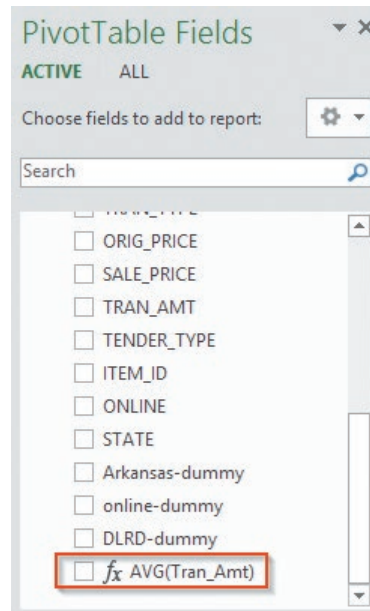 PivotTable Fields
ACTIVE ALL
Choose fields to add to report:
Search
TRAN_TYPE
ORIG_PRICE
SALE_PRICE
TRAN_AMT
TENDER_TYPE
ITEM_ID
ONLINE
STATE
Arkansas-dummy
online-dummy
DLRD-dummy
fx AVG(Tran_Amt)